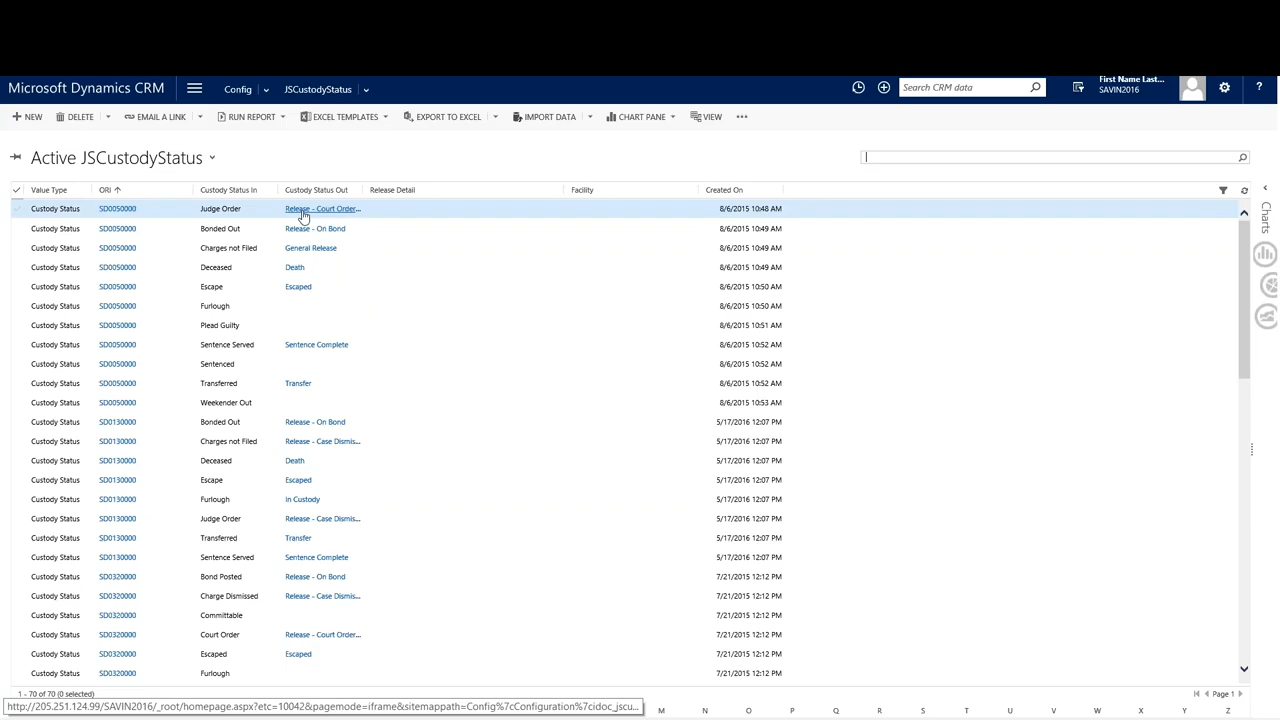 Microsoft Dynamics CRM Config JSCustodyStatus Search CRM data First Name Last...
SAVIN2016 ?
NEW DELETE EMAIL A LINK RUN REPORT EXCEL TEMPLATES EXPORT TO EXCEL IMPORT DATA CHART PANE VIEW
Active JSCustodyStatus
Value Type ORI Custody Status In Custody Status Out Release Detail Facility Created On
Custody Status SD0050000 Judge Order Release - Court Order... 8/6/2015 10:48 AM
Custody Status SD0050000 Bonded Out Release - On Bond 8/6/2015 10:49 AM
Custody Status SD0050000 Charges not Filed General Release 8/6/2015 10:49 AM
Custody Status SD0050000 Deceased Death 8/6/2015 10:49 AM
Custody Status SD0050000 Escape Escaped 8/6/2015 10:50 AM
Custody Status SD0050000 Furlough 8/6/2015 10:50 AM
Custody Status SD0050000 Plead Guilty 8/6/2015 10:51 AM
Custody Status SD0050000 Sentence Served Sentence Complete 8/6/2015 10:52 AM
Custody Status SD0050000 Sentenced 8/6/2015 10:52 AM
Custody Status SD0050000 Transferred Transfer 8/6/2015 10:52 AM
Custody Status SD0050000 Weekender Out 8/6/2015 10:53 AM
Custody Status SD0130000 Bonded Out Release - On Bond 5/17/2016 12:07 PM
Custody Status SD0130000 Charges not Filed Release - Case Dismis... 5/17/2016 12:07 PM
Custody Status SD0130000 Deceased Death 5/17/2016 12:07 PM
Custody Status SD0130000 Escape Escaped 5/17/2016 12:07 PM
Custody Status SD0130000 Furlough In Custody 5/17/2016 12:07 PM
Custody Status SD0130000 Judge Order Release - Case Dismis... 5/17/2016 12:07 PM
Custody Status SD0130000 Transferred Transfer 5/17/2016 12:07 PM
Custody Status SD0130000 Sentence Served Sentence Complete 5/17/2016 12:07 PM
Custody Status SD0320000 Bond Posted Release - On Bond 7/21/2015 12:12 PM
Custody Status SD0320000 Charge Dismissed Release - Case Dismis... 7/21/2015 12:12 PM
Custody Status SD0320000 Committable 7/21/2015 12:12 PM
Custody Status SD0320000 Court Order Release - Court Order... 7/21/2015 12:12 PM
Custody Status SD0320000 Escaped Escaped 7/21/2015 12:12 PM
Custody Status SD0320000 Furlough 7/21/2015 12:12 PM
Charts
1 - 70 of 70 (0 selected) Page 1
http://205.251.124.99/SAVIN2016/_root/homepage.aspx?etc=10042&pagemode=iframe&sitemappath=Config%7cConfiguration%7cidoc_jscu...
M N O P Q R S T U V W X Y Z